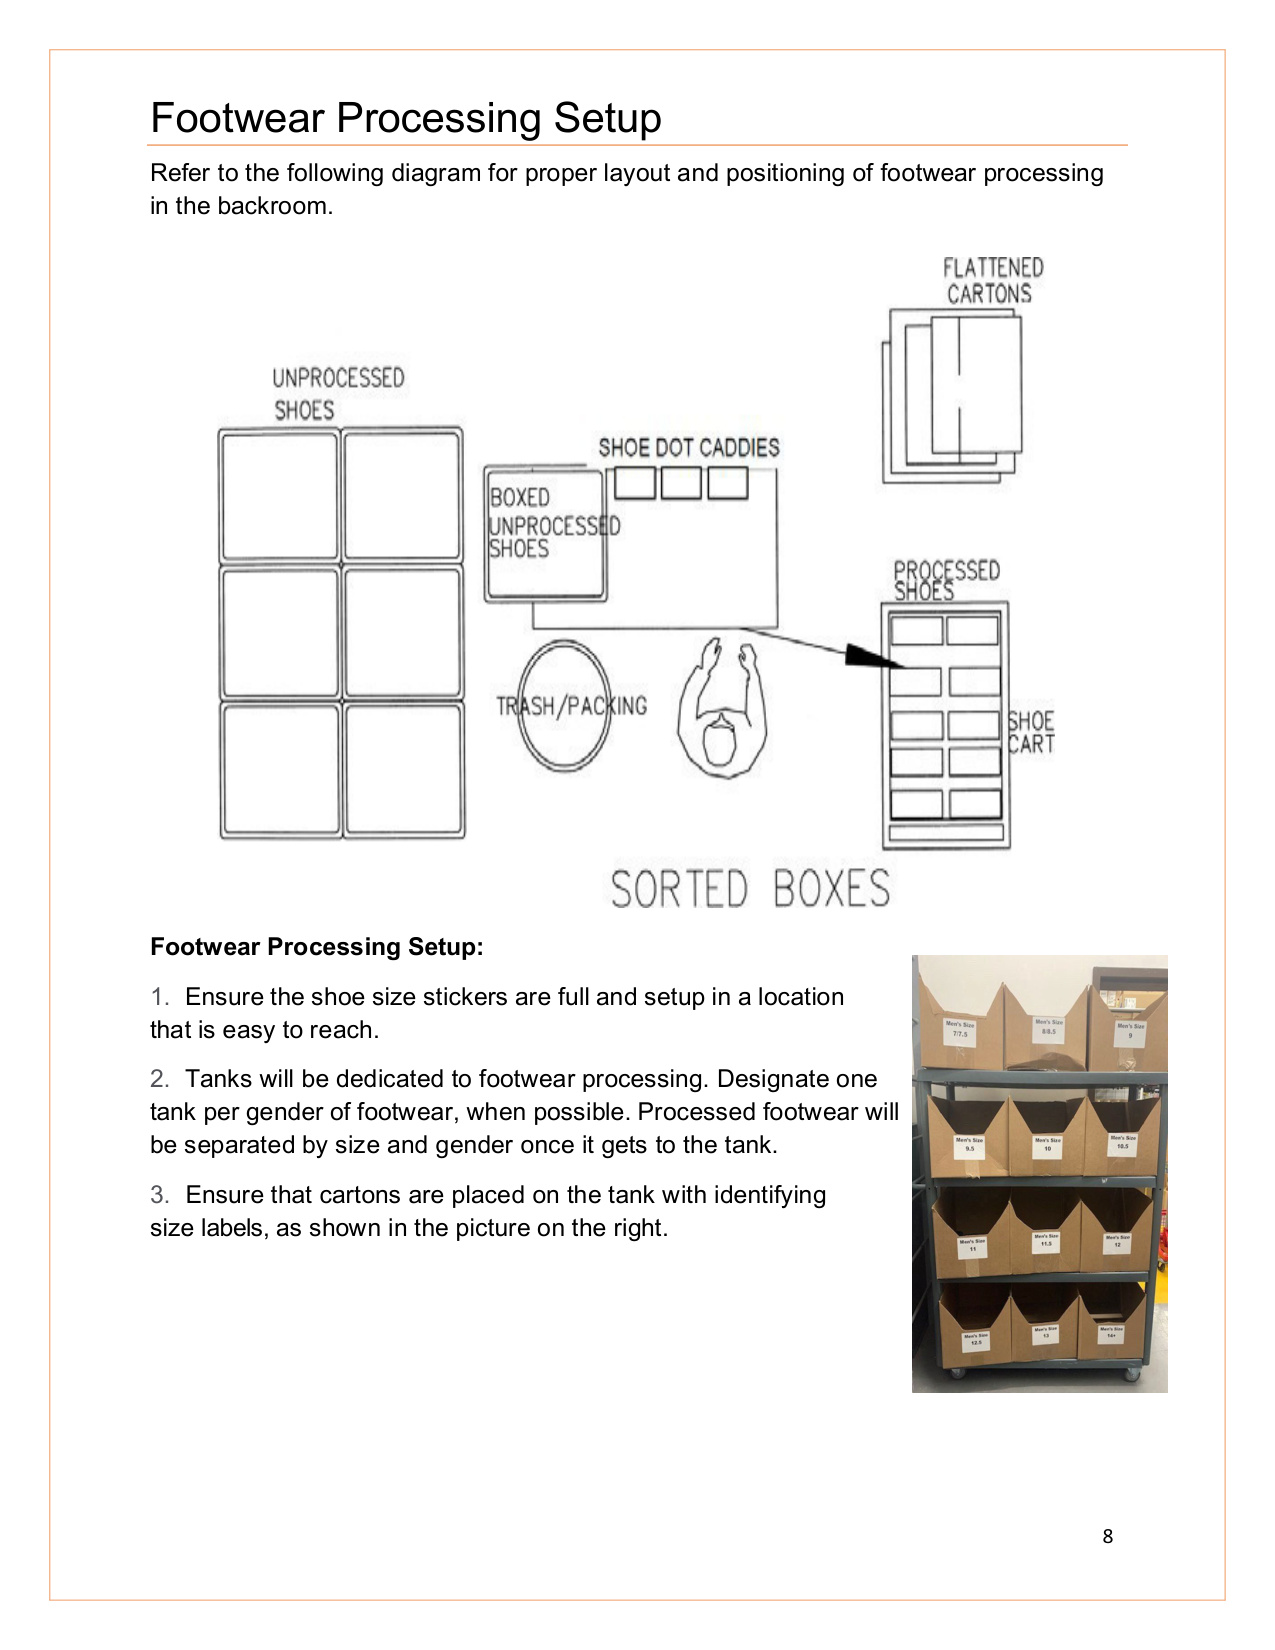 Footwear Processing Setup
Refer to the following diagram for proper layout and positioning of footwear processing
in the backroom.
FLATTENED
CARTONS
UNPROCESSED
SHOES
SHOE DOT CADDIES
BOXED
UNPROCESSED
SHOES
PROCESSED
SHOES
TRASH/PACKING
SHOE
CART
SORTED BOXES
Footwear Processing Setup:
1. Ensure the shoe size stickers are full and setup in a location
that is easy to reach.
2. Tanks will be dedicated to footwear processing. Designate one
tank per gender of footwear, when possible. Processed footwear will
be separated by size and gender once it gets to the tank.
3. Ensure that cartons are placed on the tank with identifying
size labels, as shown in the picture on the right.
Men's Size
7/7.5
Men's Size
8/8.5
Men's Size
9
Men's Size
9.5
Men's Size
10
Men's Size
10.5
Men's Size
11
Men's Size
11.5
Men's Size
12
Men's Size
12.5
Men's Size
13
Men's Size
14+
8